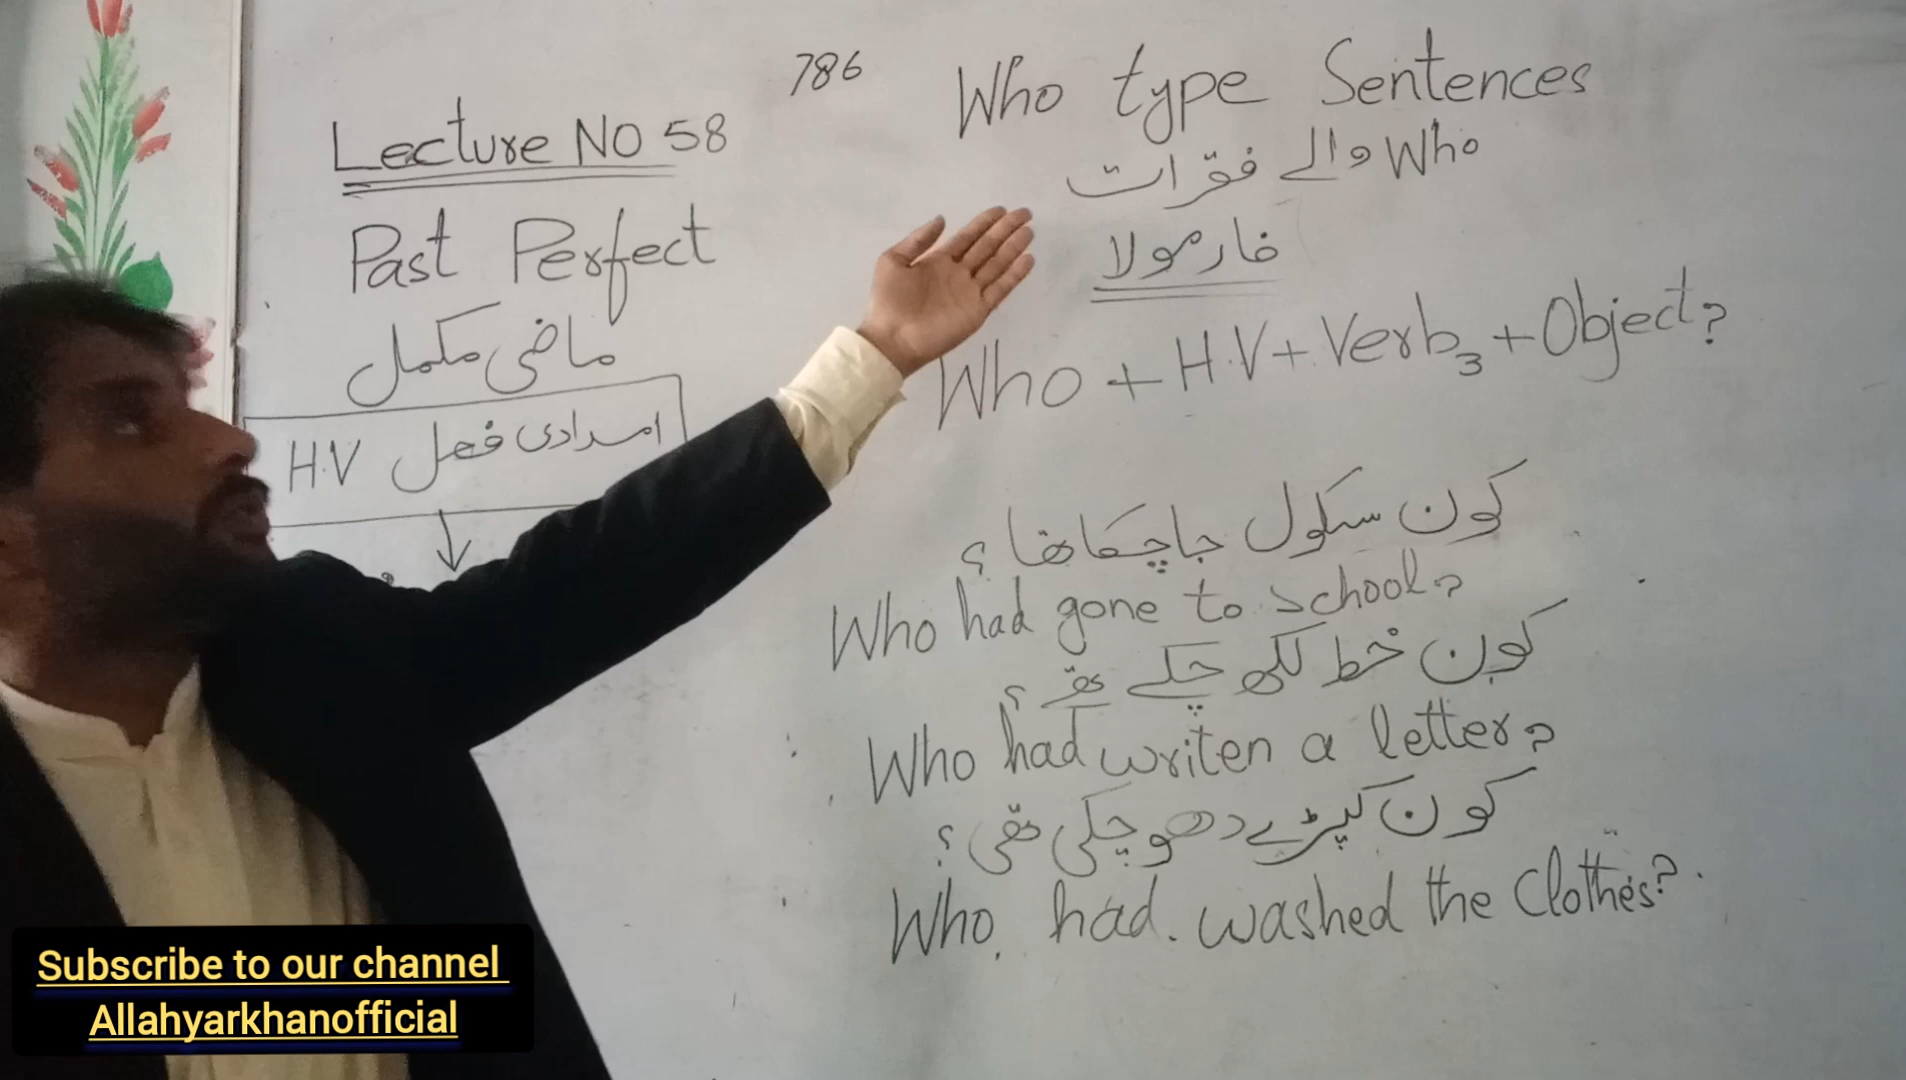 786
Lecture No 58
Past Perfect
ماضی مکمل
امدادی فعل H.V
Who type Sentences
Who والے فقرات
فارمولا
Who + H.V + Verb3 + Object?
کون سکول جاچکا تھا ؟
Who had gone to school?
کون خط لکھ چکے تھے ؟
Who had writen a letter?
کون کپڑے دھو چکی تھی ؟
Who had washed the Clothes?
Subscribe to our channel
Allahyarkhanofficial